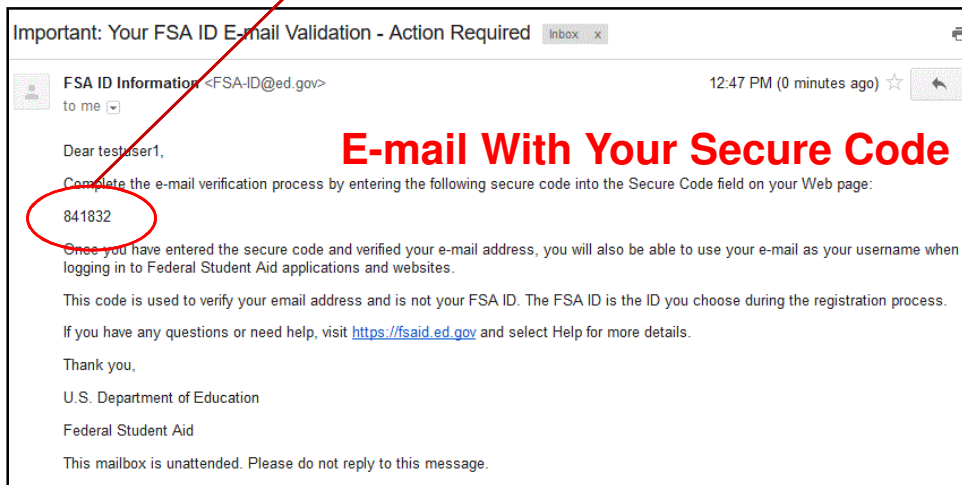 Important: Your FSA ID E-mail Validation - Action Required Inbox x
FSA ID Information <FSA-ID@ed.gov> 12:47 PM (0 minutes ago)
to me
Dear testuser1,
E-mail With Your Secure Code
Complete the e-mail verification process by entering the following secure code into the Secure Code field on your Web page:
841832
Once you have entered the secure code and verified your e-mail address, you will also be able to use your e-mail as your username when
logging in to Federal Student Aid applications and websites.
This code is used to verify your email address and is not your FSA ID. The FSA ID is the ID you choose during the registration process.
If you have any questions or need help, visit https://fsaid.ed.gov and select Help for more details.
Thank you,
U.S. Department of Education
Federal Student Aid
This mailbox is unattended. Please do not reply to this message.